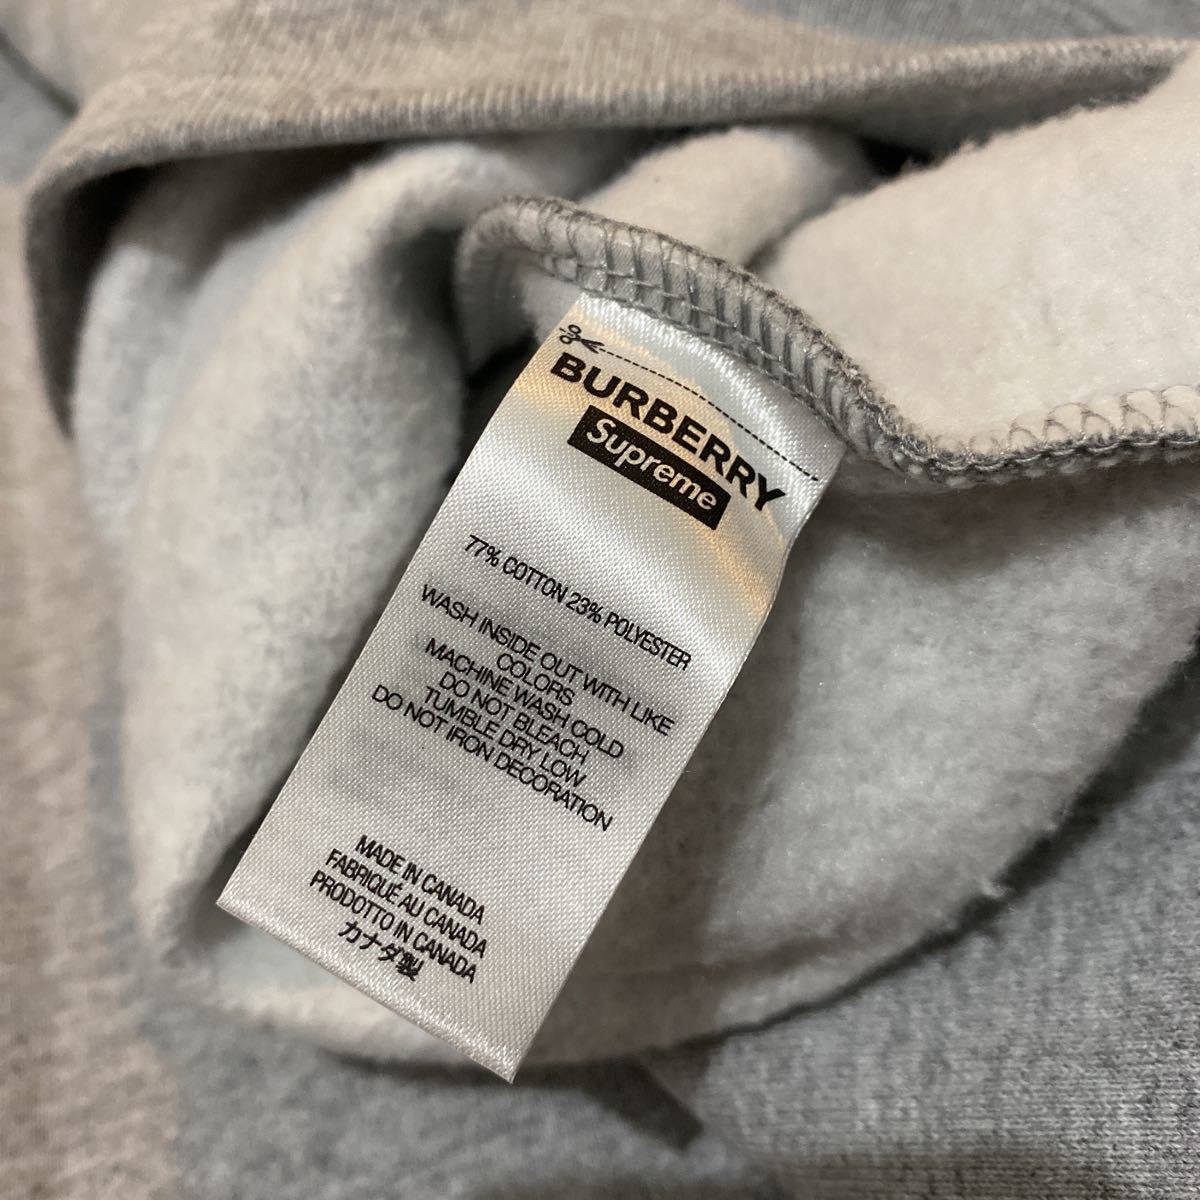 BURBERRY
Supreme
77% COTTON 23% POLYESTER
WASH INSIDE OUT WITH LIKE
COLORS
MACHINE WASH COLD
DO NOT BLEACH
TUMBLE DRY LOW
DO NOT IRON DECORATION
MADE IN CANADA
FABRIQUÉ AU CANADA
PRODOTTO IN CANADA
カナダ製